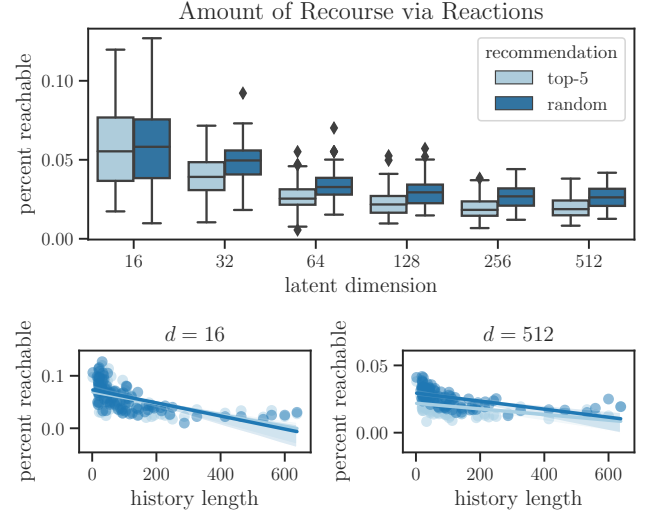 Amount of Recourse via Reactions
percent reachable
0.10
0.05
0.00
recommendation
top-5
random
16 32 64 128 256 512
latent dimension
d = 16
percent reachable
0.1
0.0
0 200 400 600
history length
d = 512
percent reachable
0.05
0.00
0 200 400 600
history length